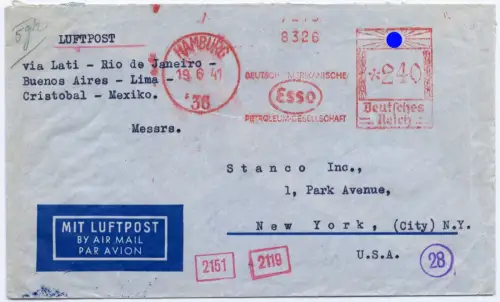 8326
LUFTPOST
HAMBURG
19.6.41
36
DEUTSCH-AMERIKANISCHE
Esso
PETROLEUM-GESELLSCHAFT
*240
Deutsches
Reich
via Lati - Rio de Janeiro -
Buenos Aires - Lima -
Cristobal - Mexiko.
Messrs.
Stanco Inc.,
1, Park Avenue,
New York, (City) N.Y.
U.S.A.
MIT LUFTPOST
BY AIR MAIL
PAR AVION
2151
2119
28